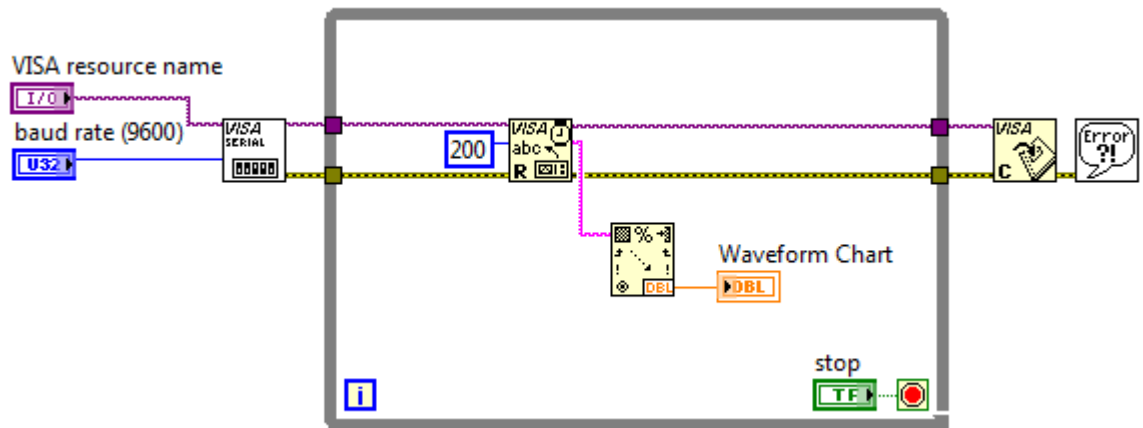 VISA resource name
I/O
baud rate (9600)
U32
VISA
SERIAL
200
VISA
abc
R
VISA
C
Error
?!
%
! !
DBL
Waveform Chart
DBL
i
stop
TF